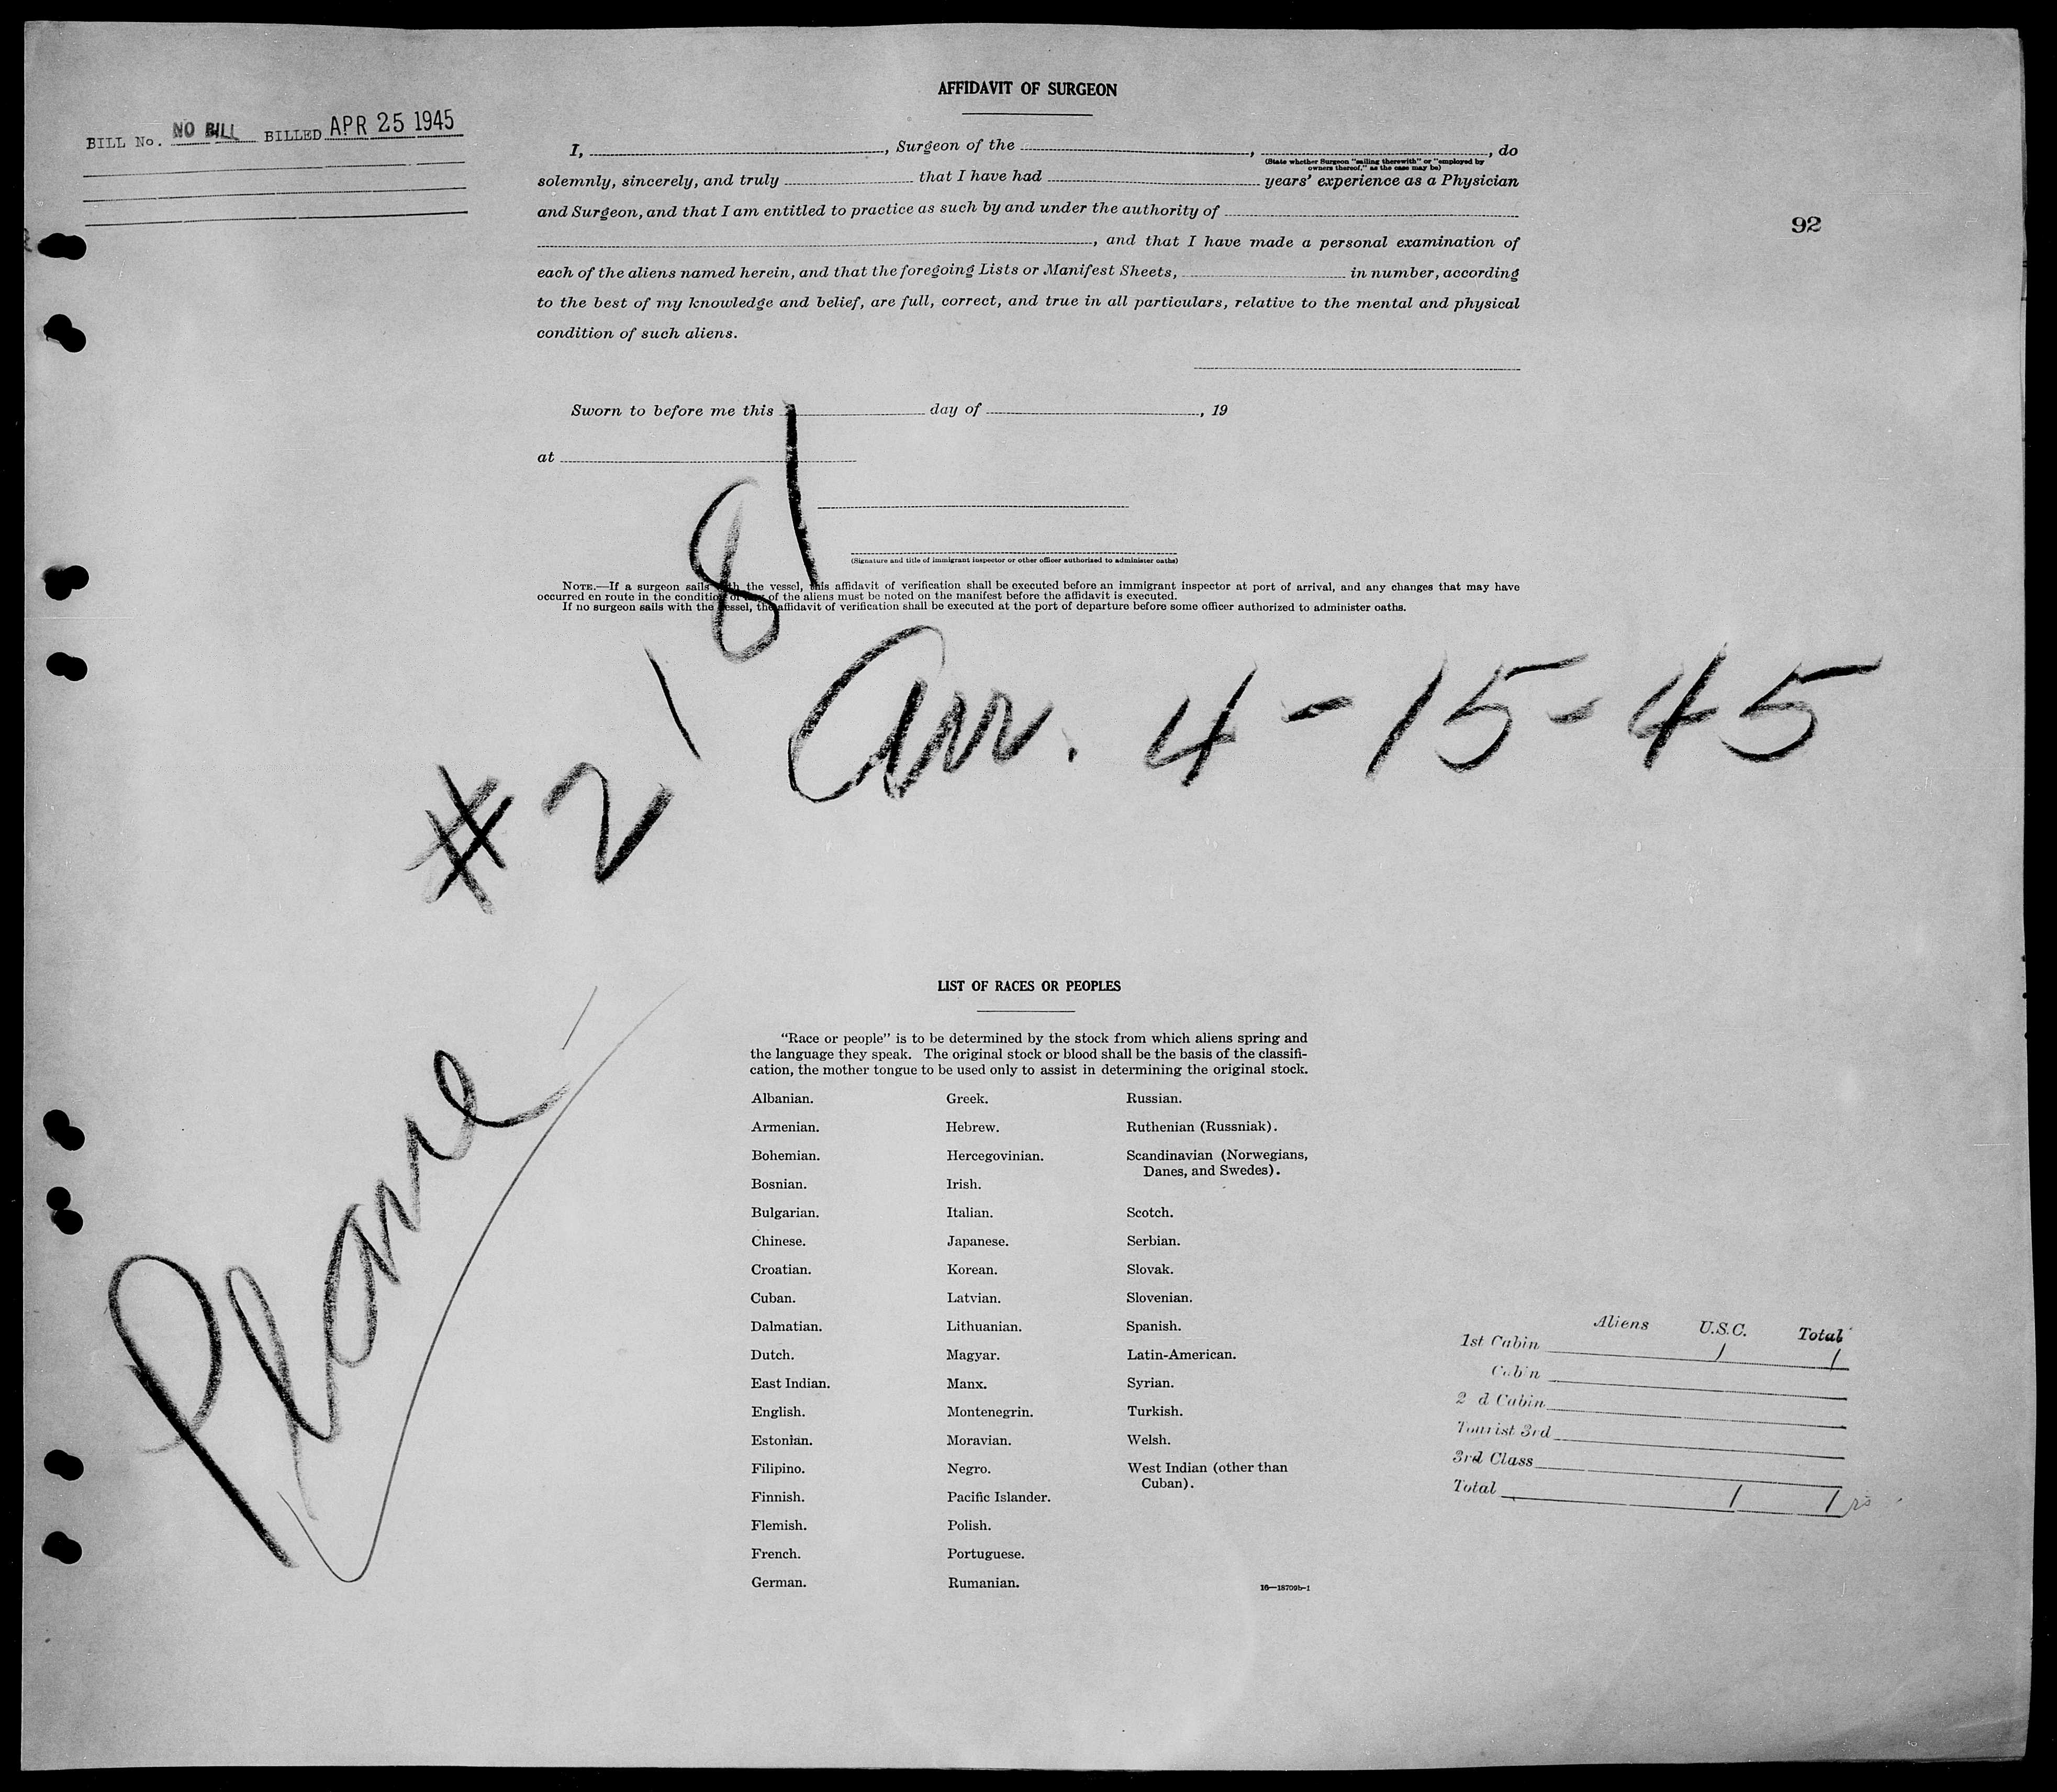 AFFIDAVIT OF SURGEON
BILL No. NO BILL BILLED APR 25 1945
I, , Surgeon of the , , do
(State whether Surgeon "sailing therewith" or "employed by
owners thereof," as the case may be)
solemnly, sincerely, and truly that I have had years' experience as a Physician
and Surgeon, and that I am entitled to practice as such by and under the authority of
, and that I have made a personal examination of
92
each of the aliens named herein, and that the foregoing Lists or Manifest Sheets, in number, according
to the best of my knowledge and belief, are full, correct, and true in all particulars, relative to the mental and physical
condition of such aliens.
Sworn to before me this day of , 19
at
(Signature and title of immigrant inspector or other officer authorized to administer oaths)
NOTE.—If a surgeon sails with the vessel, this affidavit of verification shall be executed before an immigrant inspector at port of arrival, and any changes that may have
occurred en route in the condition of any of the aliens must be noted on the manifest before the affidavit is executed.
If no surgeon sails with the vessel, the affidavit of verification shall be executed at the port of departure before some officer authorized to administer oaths.
#2181
Arr. 4-15-45
Plane
LIST OF RACES OR PEOPLES
"Race or people" is to be determined by the stock from which aliens spring and
the language they speak. The original stock or blood shall be the basis of the classifi-
cation, the mother tongue to be used only to assist in determining the original stock.
Albanian. Greek. Russian.
Armenian. Hebrew. Ruthenian (Russniak).
Bohemian. Hercegovinian. Scandinavian (Norwegians,
Danes, and Swedes).
Bosnian. Irish.
Bulgarian. Italian. Scotch.
Chinese. Japanese. Serbian.
Croatian. Korean. Slovak.
Cuban. Latvian. Slovenian.
Dalmatian. Lithuanian. Spanish.
Dutch. Magyar. Latin-American.
East Indian. Manx. Syrian.
English. Montenegrin. Turkish.
Estonian. Moravian. Welsh.
Filipino. Negro. West Indian (other than
Cuban).
Finnish. Pacific Islander.
Flemish. Polish.
French. Portuguese.
German. Rumanian.
16—18709b-1
Aliens U.S.C. Total
1st Cabin 1 1
Cabin
2 d Cabin
Tourist 3rd
3rd Class
Total 1 1